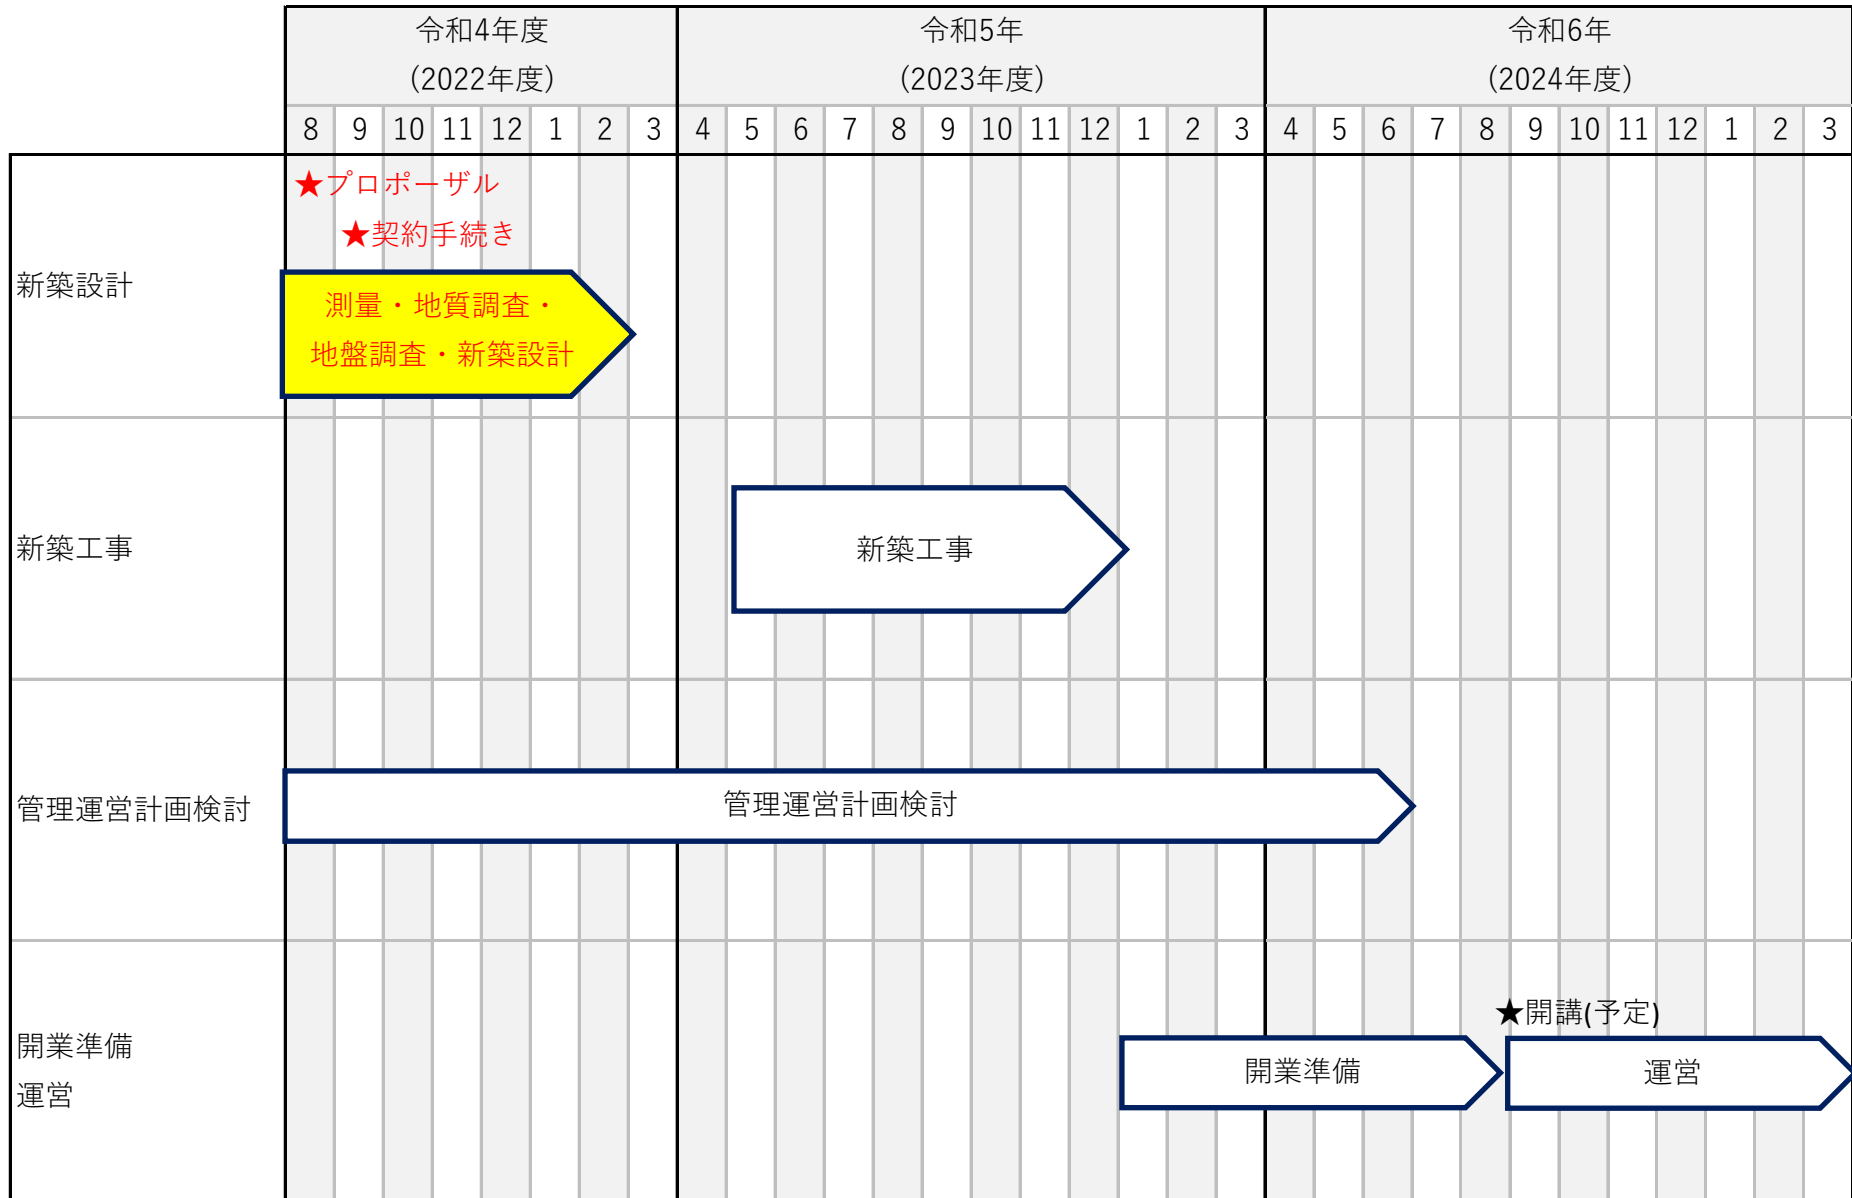 令和4年度
(2022年度)
令和5年
(2023年度)
令和6年
(2024年度)
8 9 10 11 12 1 2 3 4 5 6 7 8 9 10 11 12 1 2 3 4 5 6 7 8 9 10 11 12 1 2 3
新築設計
★プロポーザル
★契約手続き
測量・地質調査・
地盤調査・新築設計
新築工事
新築工事
管理運営計画検討
管理運営計画検討
開業準備
運営
★開講(予定)
開業準備
運営